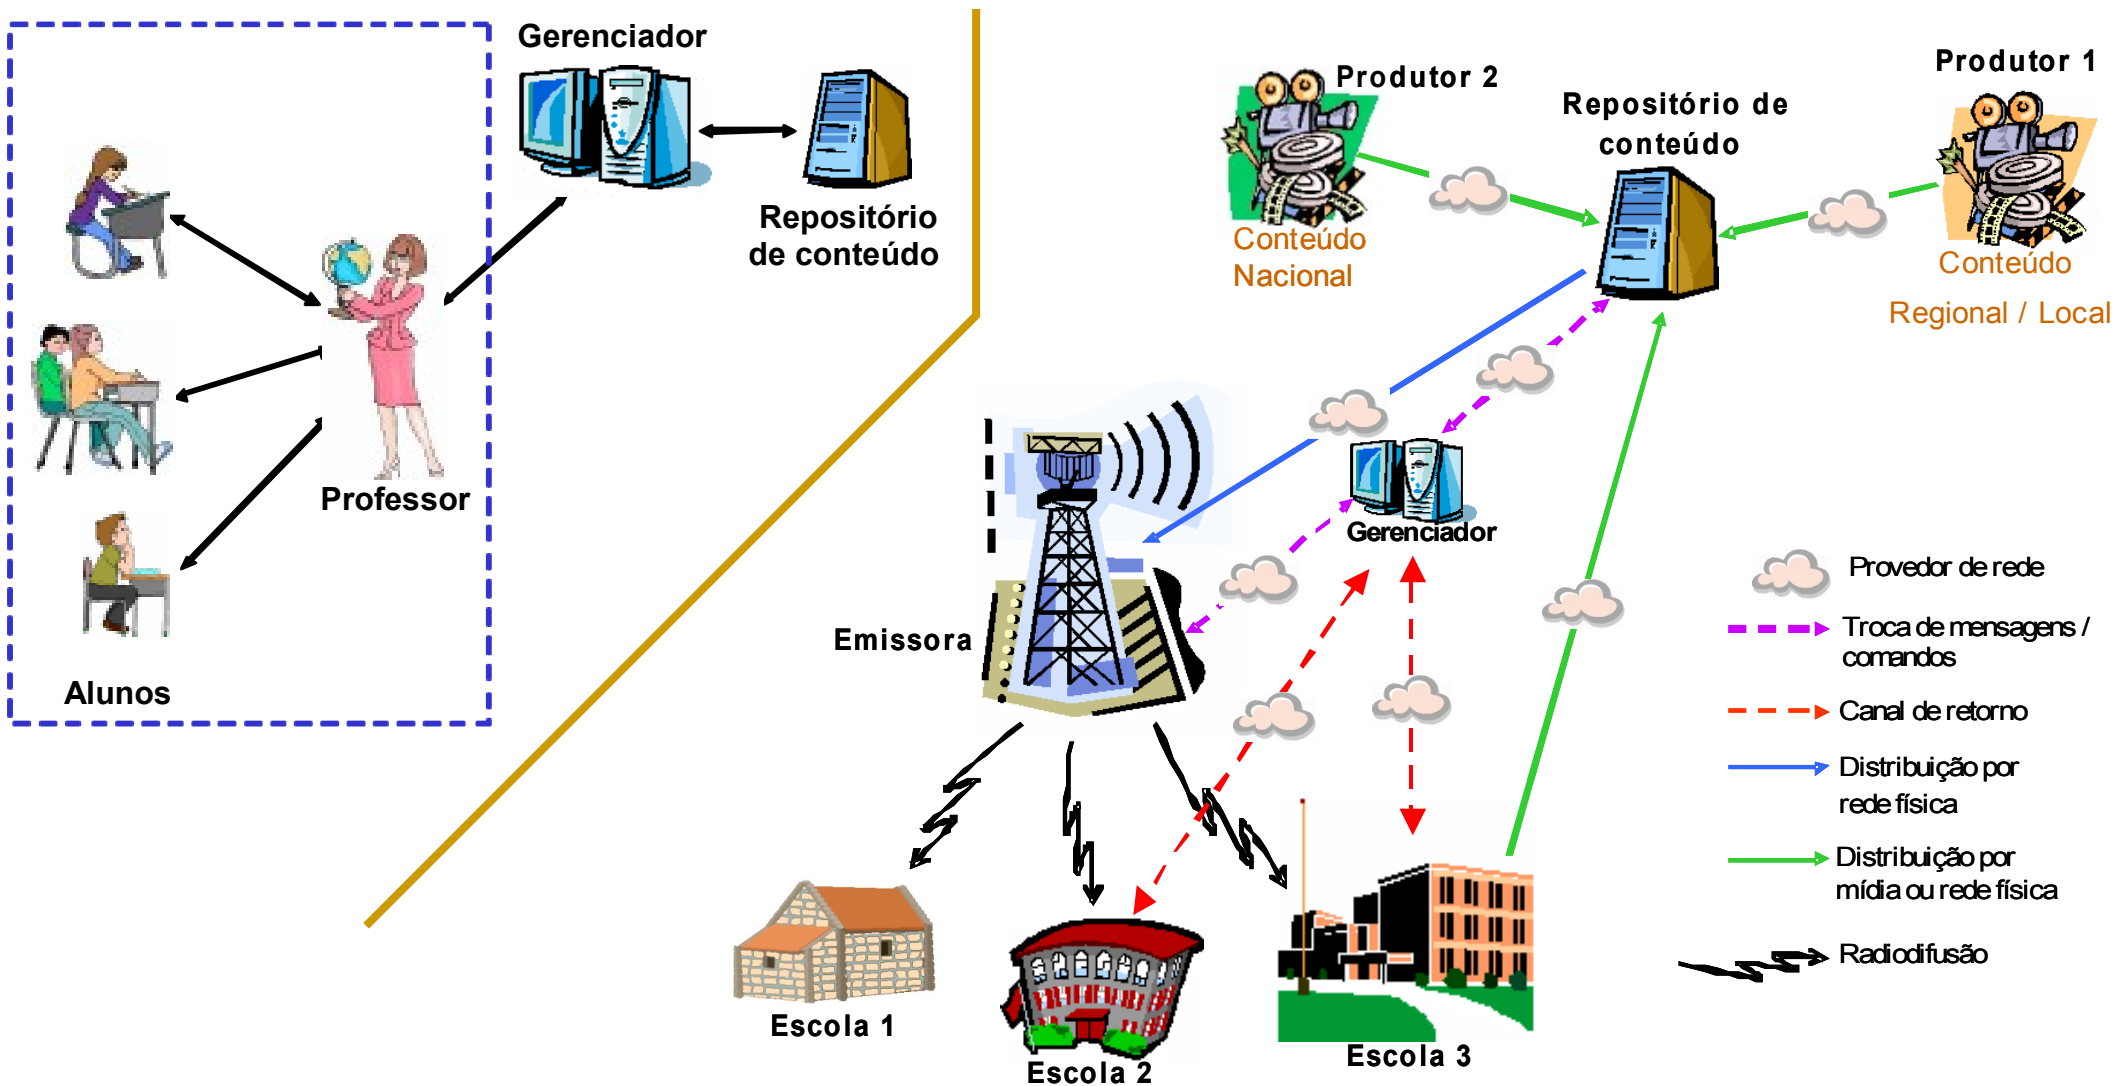 Gerenciador
Repositório
de conteúdo
Professor
Alunos
Produtor 2
Conteúdo
Nacional
Repositório de
conteúdo
Produtor 1
Conteúdo
Regional / Local
Gerenciador
Emissora
Escola 1
Escola 2
Escola 3
Provedor de rede
Troca de mensagens /
comandos
Canal de retorno
Distribuição por
rede física
Distribuição por
mídia ou rede física
Radiodifusão